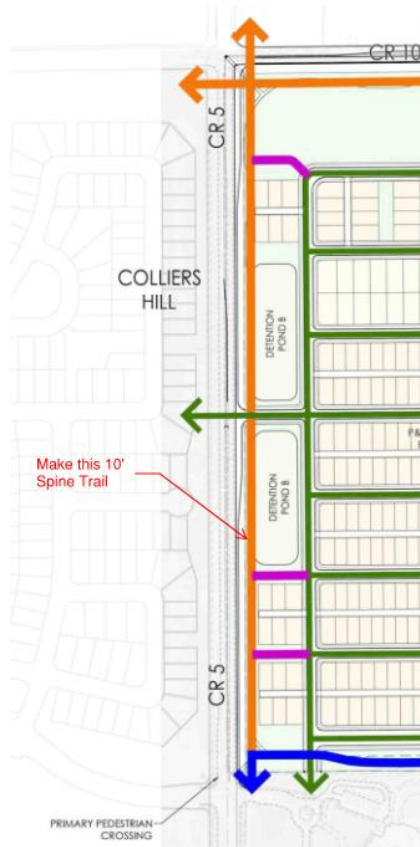 CR 10
CR 5
COLLIERS
HILL
DETENTION
POND B
P&
Make this 10'
Spine Trail
DETENTION
POND B
CR 5
PRIMARY PEDESTRIAN
CROSSING